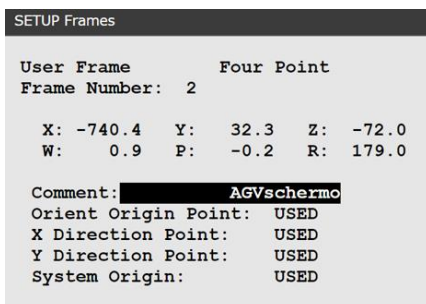 SETUP Frames
User Frame Four Point
Frame Number: 2
X: -740.4 Y: 32.3 Z: -72.0
W: 0.9 P: -0.2 R: 179.0
Comment: AGVschermo
Orient Origin Point: USED
X Direction Point: USED
Y Direction Point: USED
System Origin: USED